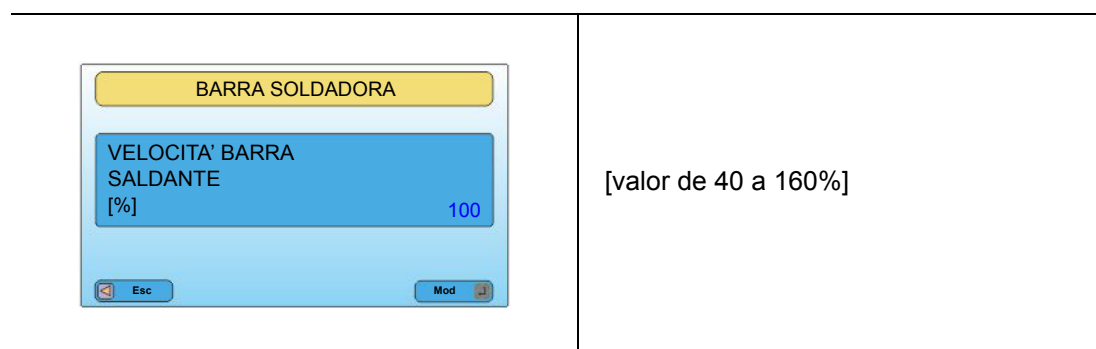 BARRA SOLDADORA
VELOCITA’ BARRA
SALDANTE
[%]
100
Esc
Mod
[valor de 40 a 160%]